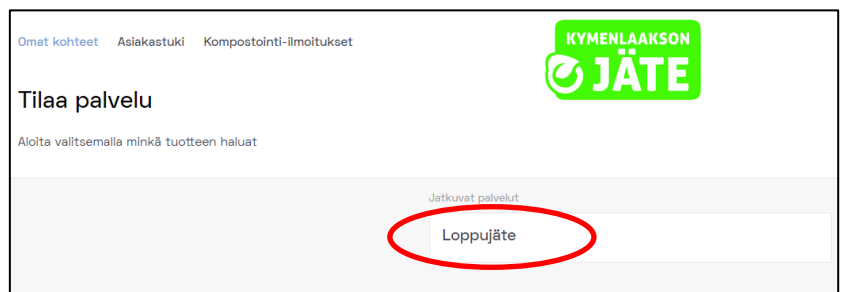 Omat kohteet Asiakastuki Kompostointi-ilmoitukset
KYMENLAAKSON
JÄTE
Tilaa palvelu
Aloita valitsemalla minkä tuotteen haluat
Jatkuvat palvelut
Loppujäte